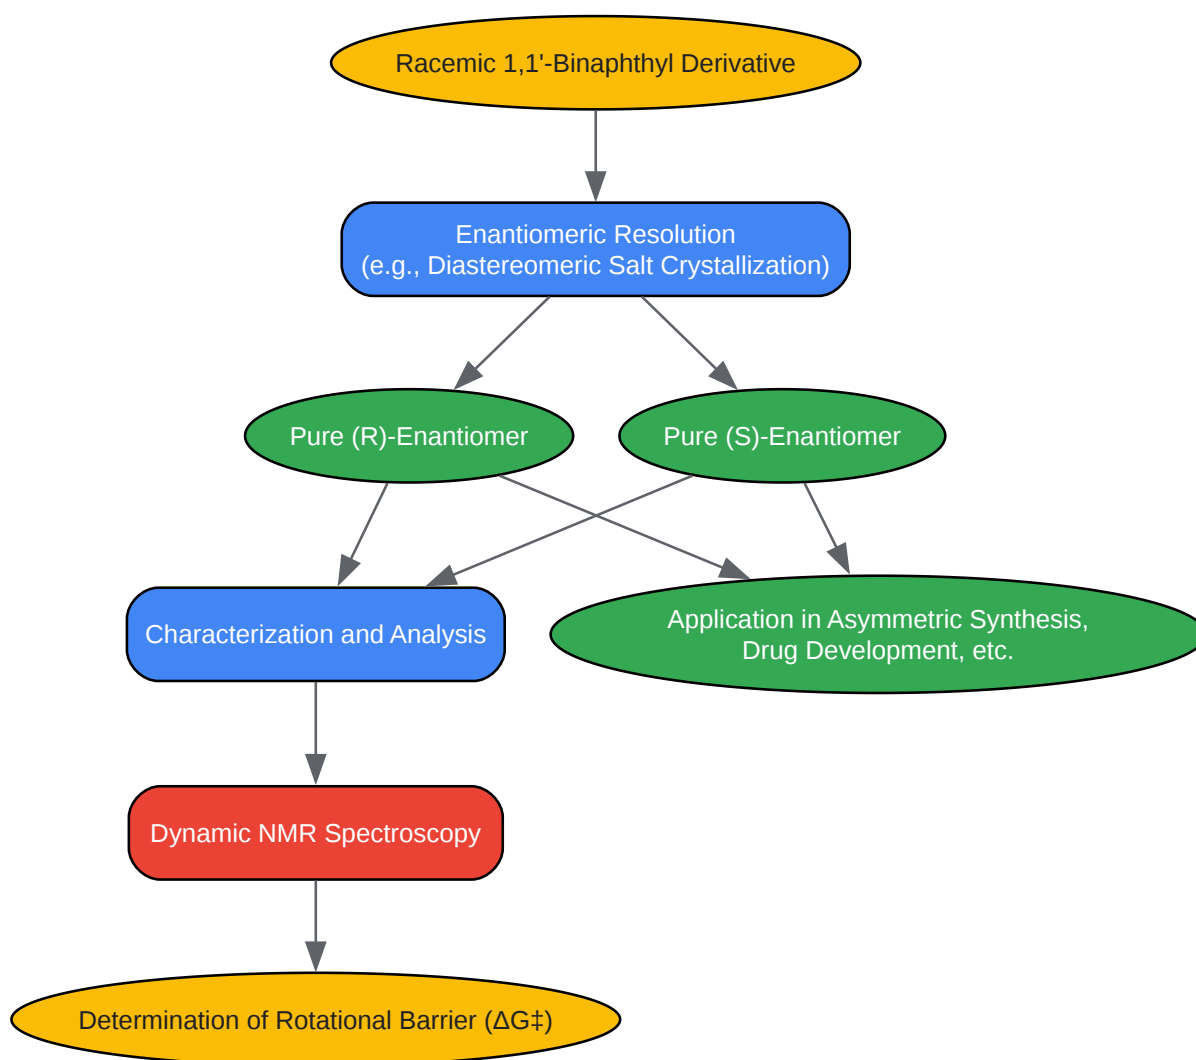 Racemic 1,1'-Binaphthyl Derivative
Enantiomeric Resolution
(e.g., Diastereomeric Salt Crystallization)
Pure (R)-Enantiomer
Pure (S)-Enantiomer
Characterization and Analysis
Application in Asymmetric Synthesis,
Drug Development, etc.
Dynamic NMR Spectroscopy
Determination of Rotational Barrier (ΔG‡)